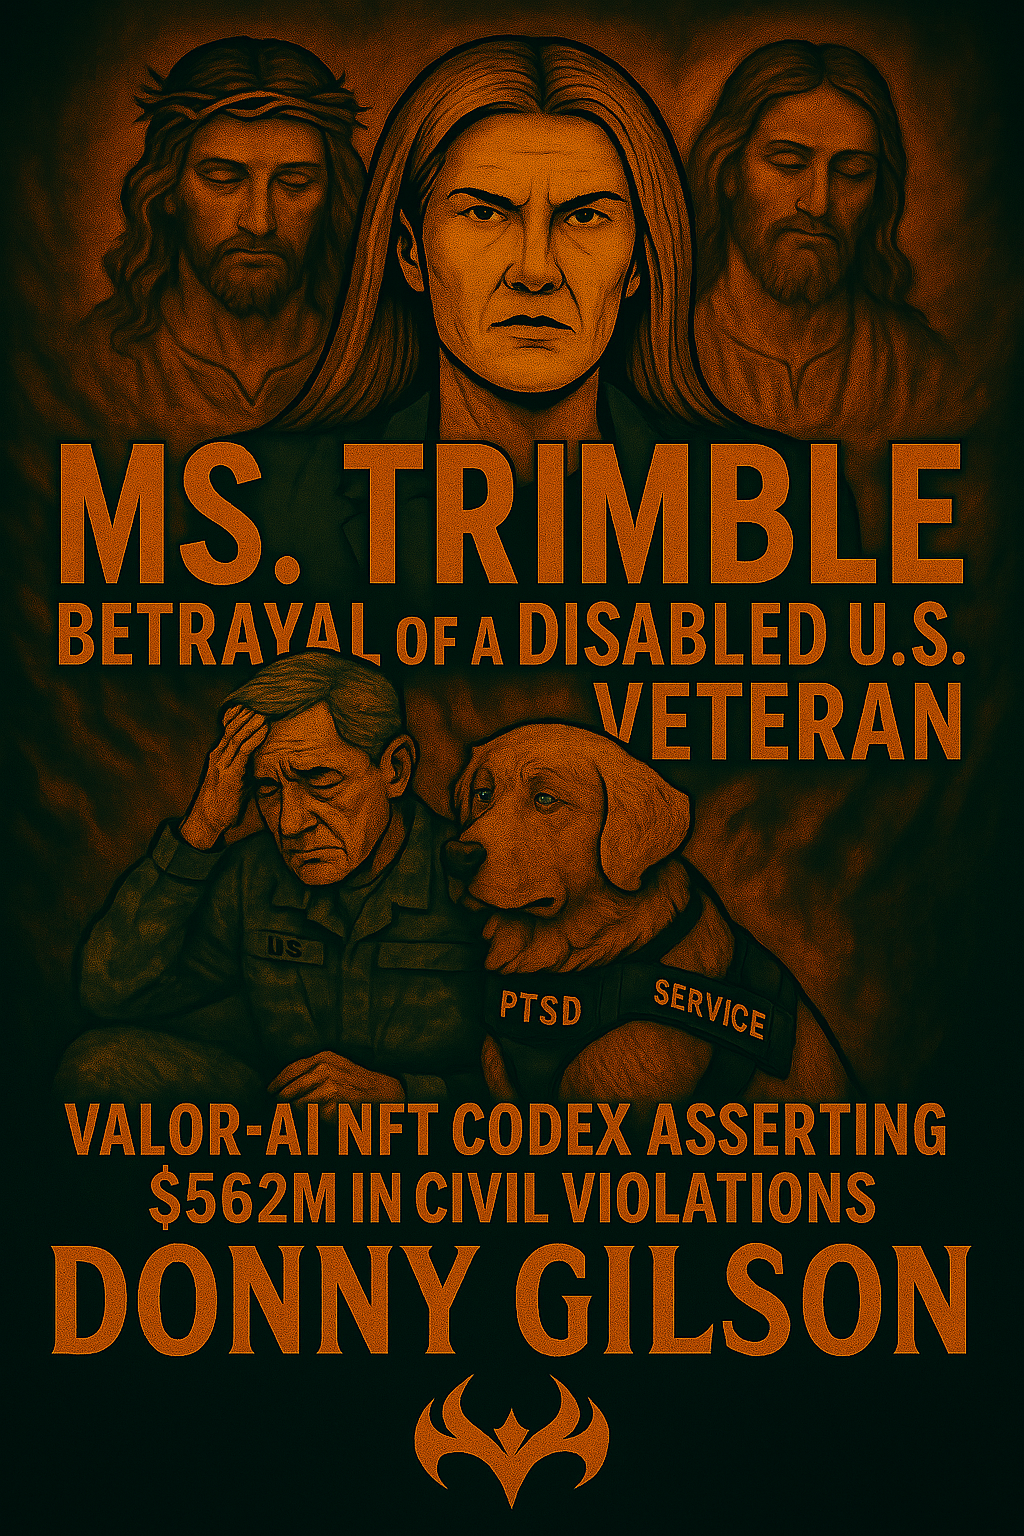 MS. TRIMBLE
BETRAYAL OF A DISABLED U.S.
VETERAN
US
PTSD
SERVICE
VALOR-AI NFT CODEX ASSERTING
$562M IN CIVIL VIOLATIONS
DONNY GILSON